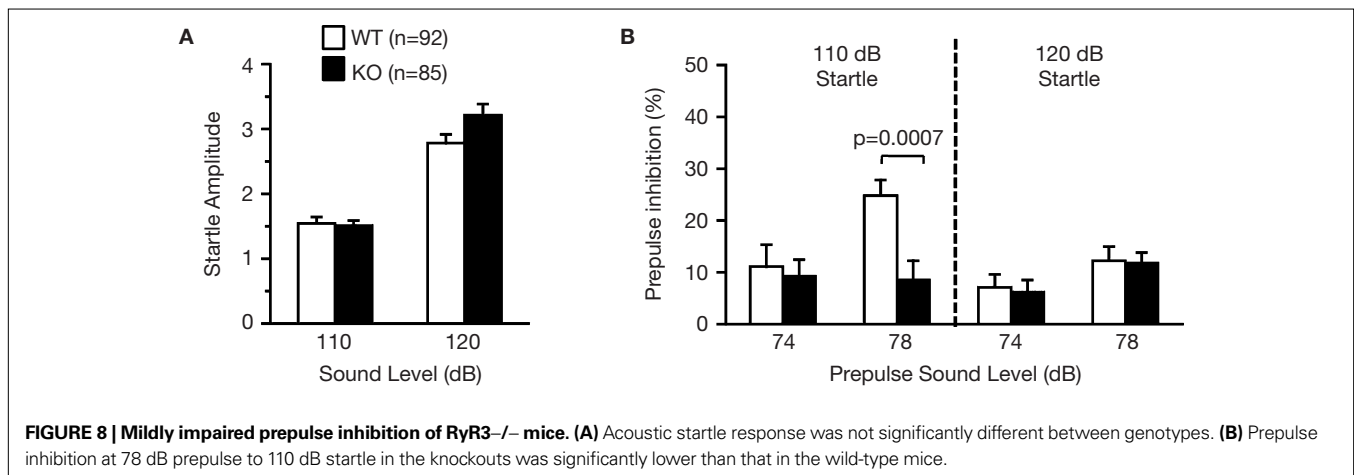 A
WT (n=92)
KO (n=85)
4
3
2
1
0
Startle Amplitude
110 120
Sound Level (dB)
B
110 dB
Startle
120 dB
Startle
50
40
30
20
10
0
Prepulse inhibition (%)
p=0.0007
74 78 74 78
Prepulse Sound Level (dB)
FIGURE 8 | Mildly impaired prepulse inhibition of RyR3−/− mice. (A) Acoustic startle response was not significantly different between genotypes. (B) Prepulse
inhibition at 78 dB prepulse to 110 dB startle in the knockouts was significantly lower than that in the wild-type mice.